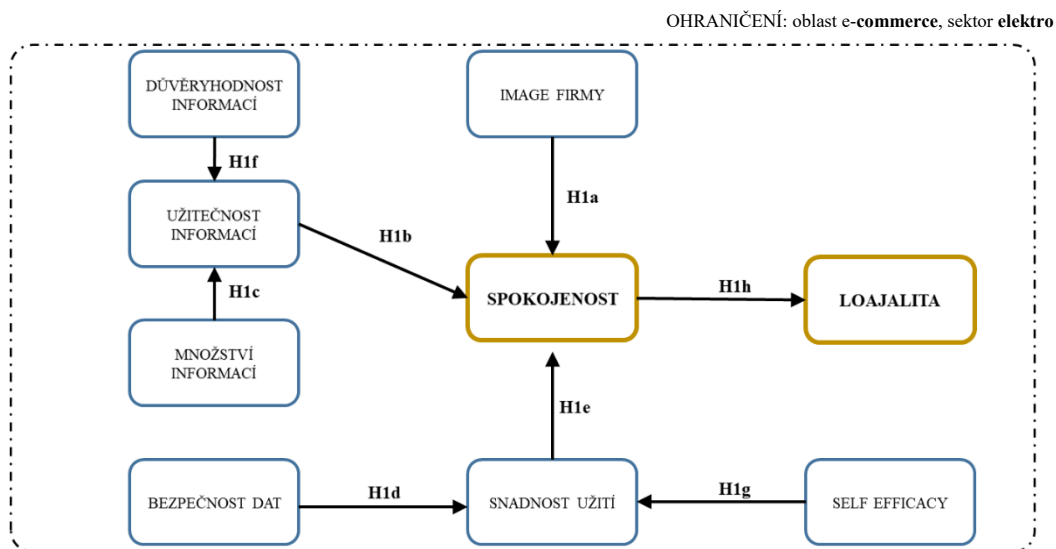 OHRANIČENÍ: oblast e-commerce, sektor elektro
DŮVĚRYHODNOST
INFORMACÍ
IMAGE FIRMY
H1f
H1a
UŽITEČNOST
INFORMACÍ
H1b
H1c
SPOKOJENOST
H1h
LOAJALITA
MNOŽSTVÍ
INFORMACÍ
H1e
BEZPEČNOST DAT
H1d
SNADNOST UŽITÍ
H1g
SELF EFFICACY